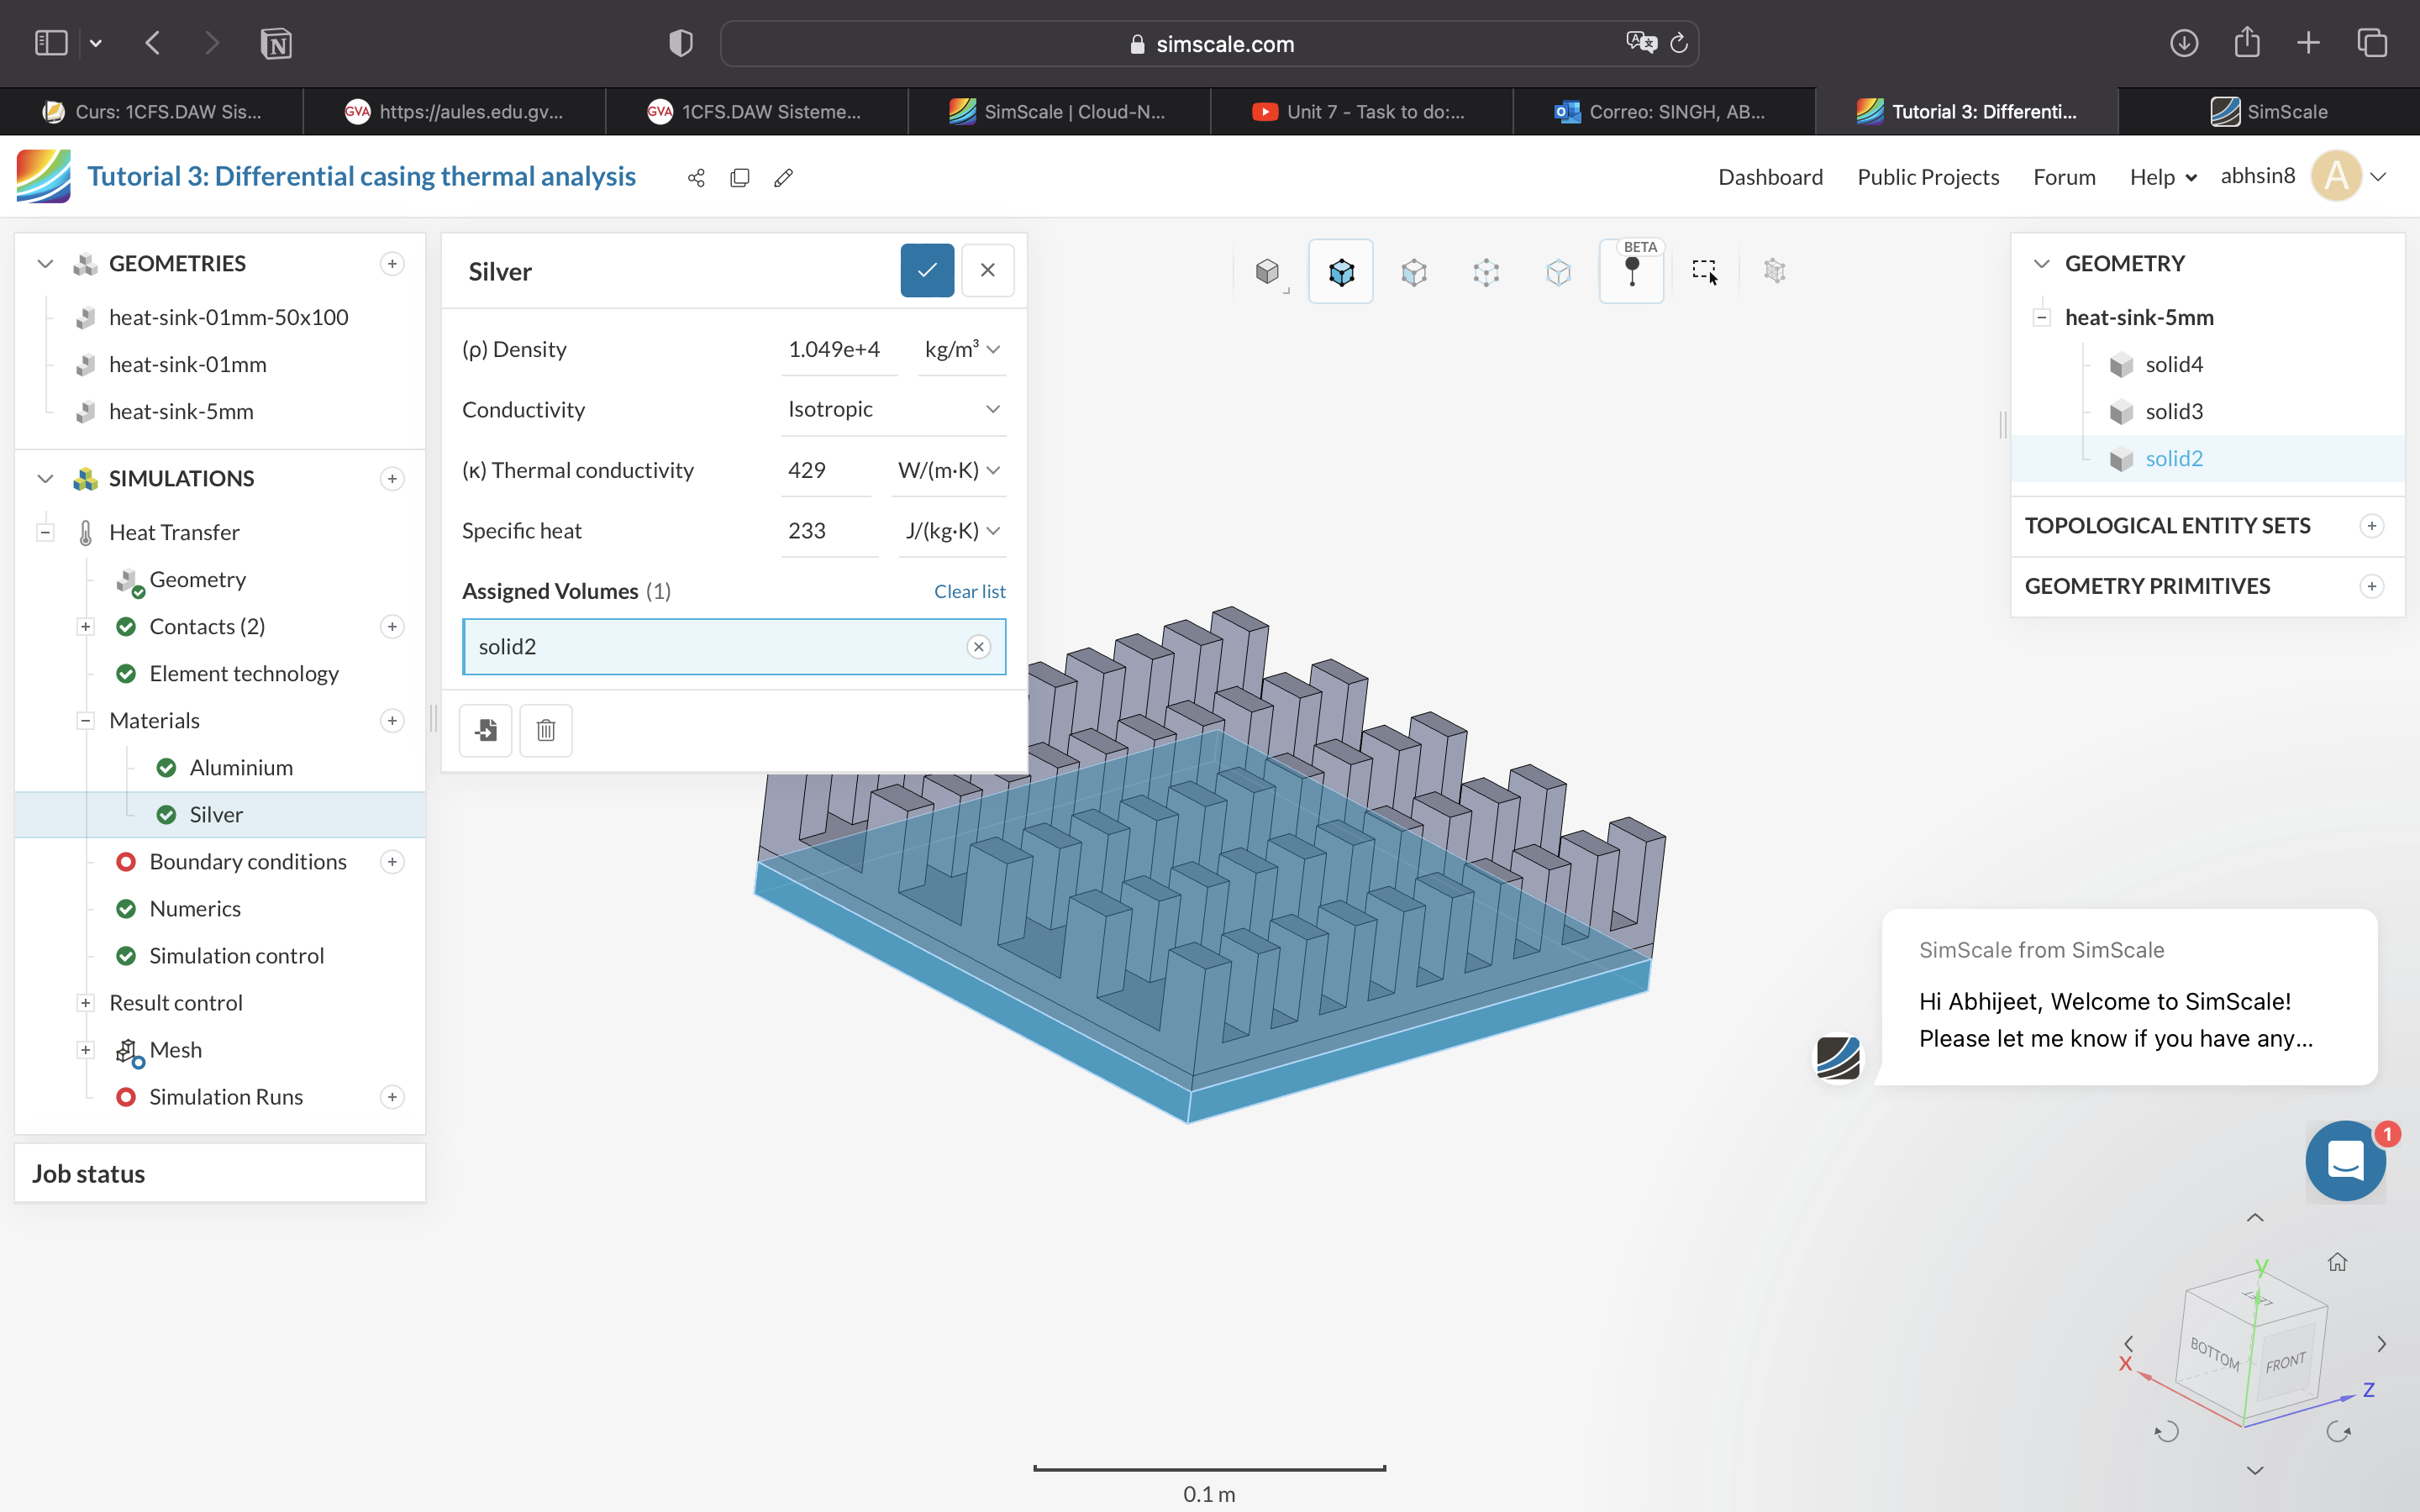 simscale.com
Curs: 1CFS.DAW Sis...
GVA https://aules.edu.gv...
GVA 1CFS.DAW Sisteme...
SimScale | Cloud-N...
Unit 7 - Task to do:...
Correo: SINGH, AB...
Tutorial 3: Differenti...
SimScale
Tutorial 3: Differential casing thermal analysis
Dashboard
Public Projects
Forum
Help
abhsin8
A
GEOMETRIES
heat-sink-01mm-50x100
heat-sink-01mm
heat-sink-5mm
SIMULATIONS
Heat Transfer
Geometry
Contacts (2)
Element technology
Materials
Aluminium
Silver
Boundary conditions
Numerics
Simulation control
Result control
Mesh
Simulation Runs
Job status
Silver
(ρ) Density 1.049e+4 kg/m³
Conductivity Isotropic
(κ) Thermal conductivity 429 W/(m·K)
Specific heat 233 J/(kg·K)
Assigned Volumes (1) Clear list
solid2
BETA
GEOMETRY
heat-sink-5mm
solid4
solid3
solid2
TOPOLOGICAL ENTITY SETS
GEOMETRY PRIMITIVES
SimScale from SimScale
Hi Abhijeet, Welcome to SimScale!
Please let me know if you have any...
1
y
BOTTOM
FRONT
X
Z
0.1 m